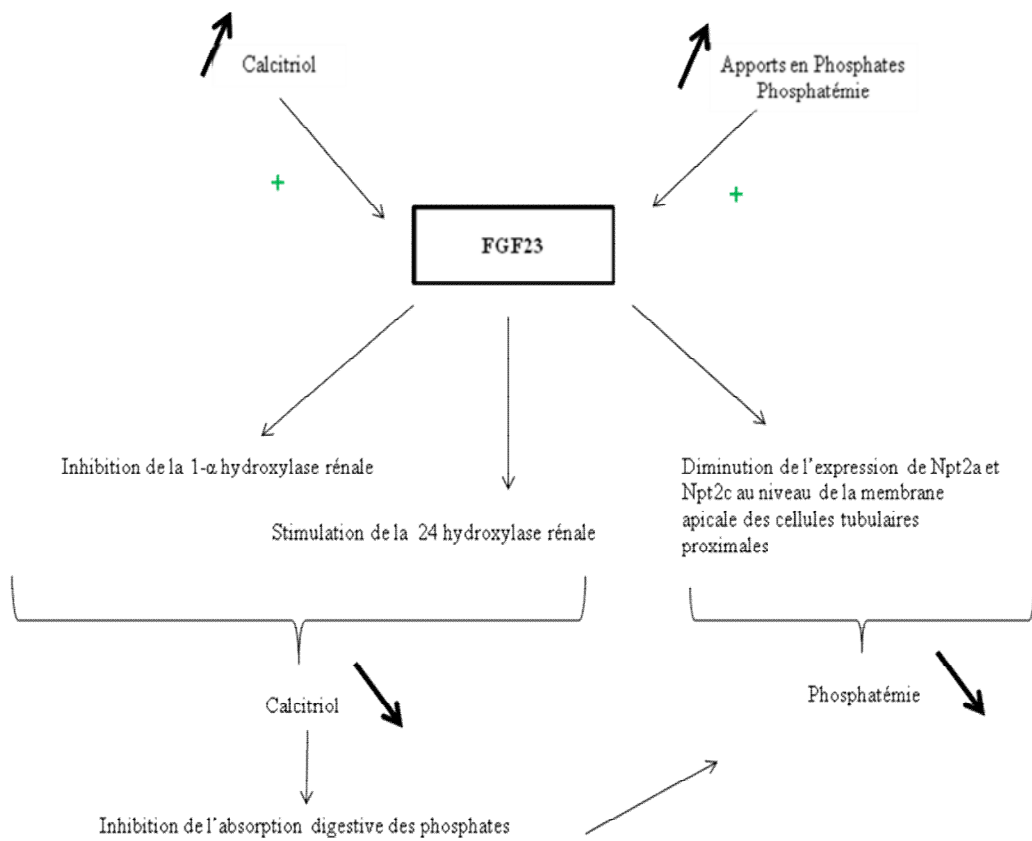 Calcitriol
Apports en Phosphates
Phosphatémie
+
+
FGF23
Inhibition de la 1-α hydroxylase rénale
Stimulation de la 24 hydroxylase rénale
Diminution de l'expression de Npt2a et
Npt2c au niveau de la membrane
apicale des cellules tubulaires
proximales
Calcitriol
Phosphatémie
Inhibition de l'absorption digestive des phosphates